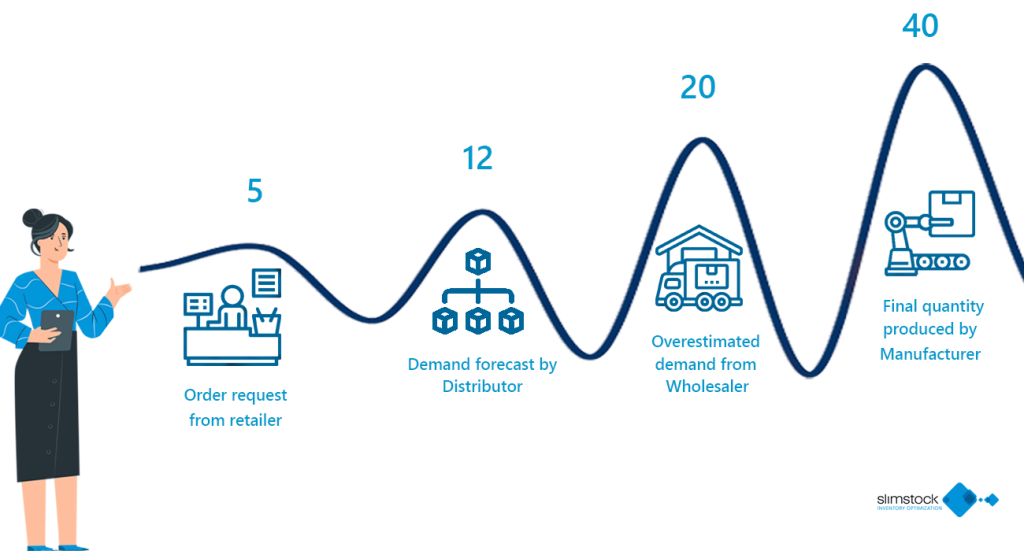 40
20
12
5
Order request
from retailer
Demand forecast by
Distributor
Overestimated
demand from
Wholesaler
Final quantity
produced by
Manufacturer
slimstock
INVENTORY OPTIMIZATION